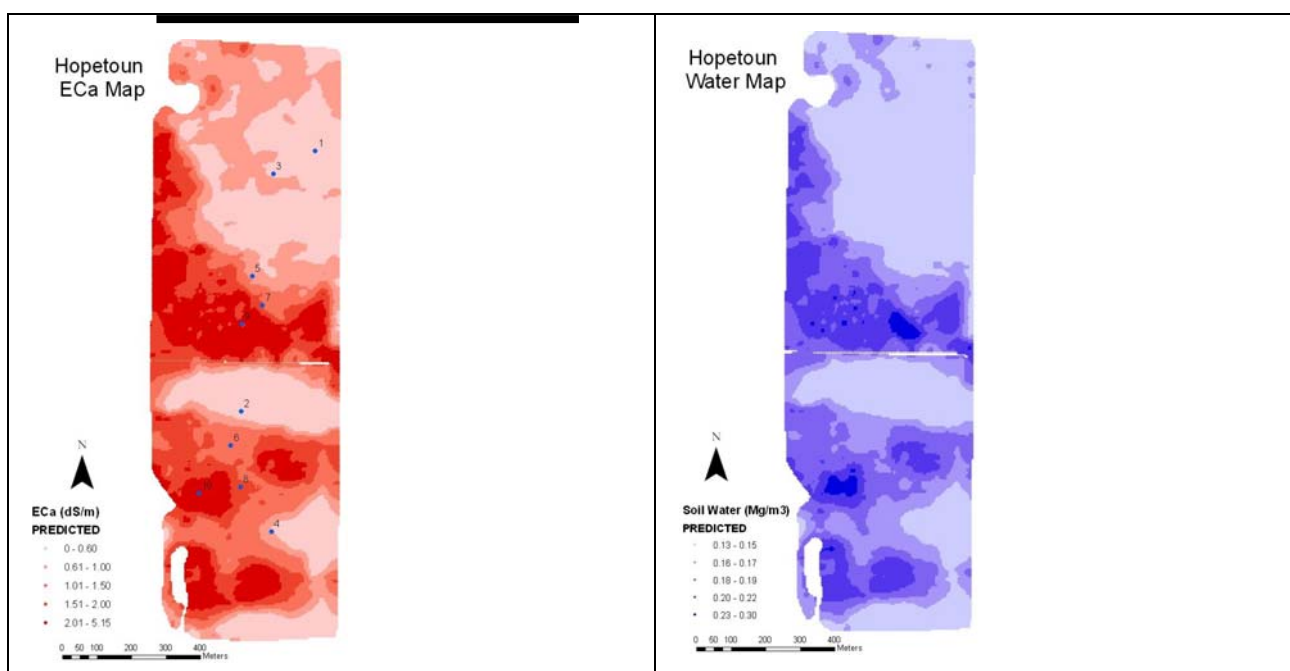 Hopetoun
ECa Map
1
3
5
7
9
2
6
8
10
4
N
ECa (dS/m)
PREDICTED
0 - 0.60
0.61 - 1.00
1.01 - 1.50
1.51 - 2.00
2.01 - 5.15
0 50 100 200 300 400
Meters
Hopetoun
Water Map
N
Soil Water (Mg/m3)
PREDICTED
0.13 - 0.15
0.16 - 0.17
0.18 - 0.19
0.20 - 0.22
0.23 - 0.30
0 50 100 200 300 400
Meters